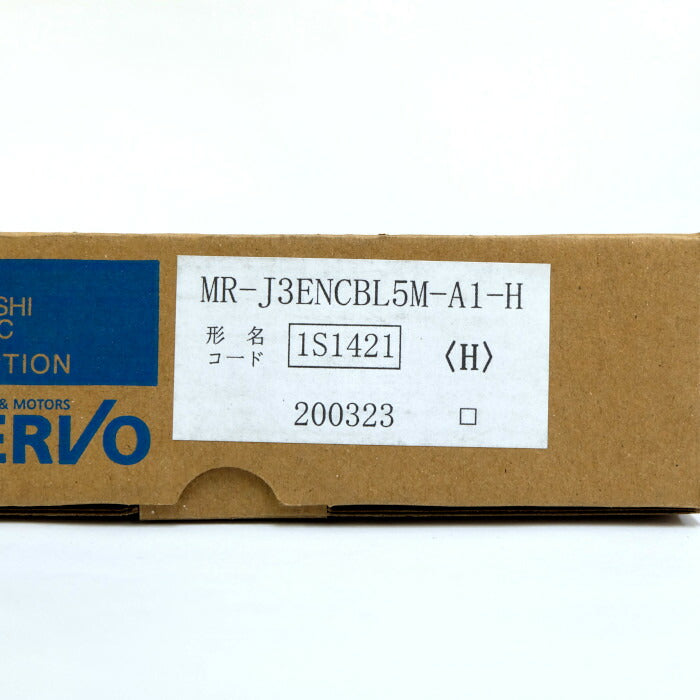 SHI
C
TION
& MOTORS
ERVO
MR-J3ENCBL5M-A1-H
形 名
コード
1S1421
〈H〉
200323 □